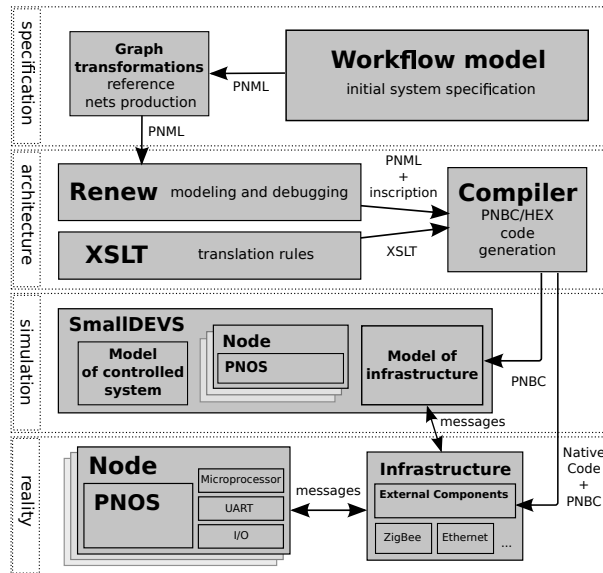 specification
Graph
transformations
reference
nets production
PNML
Workflow model
initial system specification
PNML
architecture
Renew modeling and debugging
PNML
+
inscription
XSLT translation rules
XSLT
Compiler
PNBC/HEX
code
generation
simulation
SmallDEVS
Model
of controlled
system
Node
PNOS
Model of
infrastructure
PNBC
messages
reality
Node
PNOS
Microprocessor
UART
I/O
messages
Infrastructure
External Components
ZigBee
Ethernet
...
Native
Code
+
PNBC